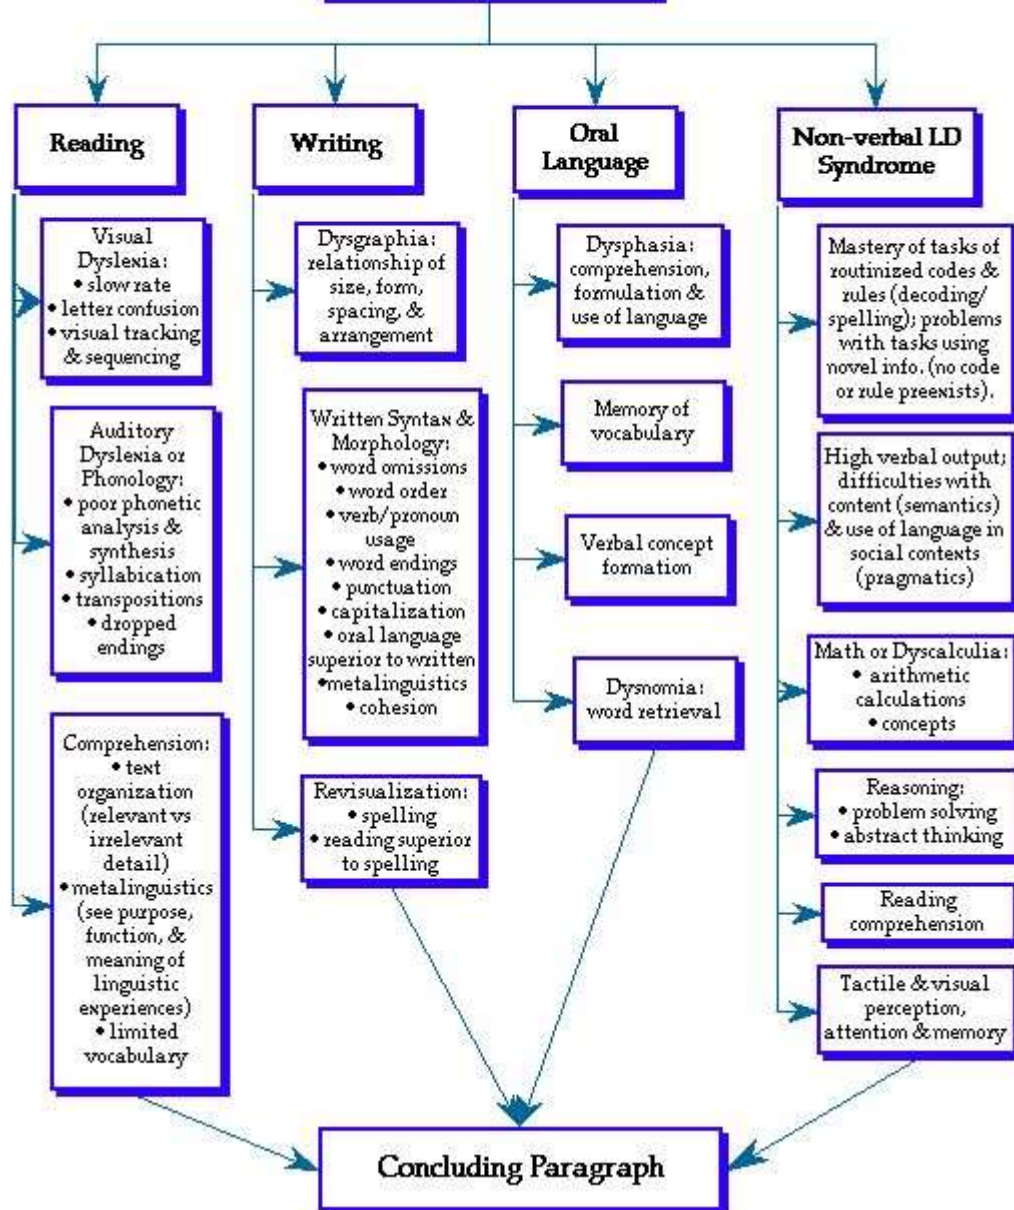 Reading
Visual
Dyslexia:
• slow rate
• letter confusion
• visual tracking
& sequencing
Auditory
Dyslexia or
Phonology:
• poor phonetic
analysis &
synthesis
• syllabication
• transpositions
• dropped
endings
Comprehension:
• text
organization
(relevant vs
irrelevant
detail)
• metalinguistics
(see purpose,
function, &
meaning of
linguistic
experiences)
• limited
vocabulary
Writing
Dysgraphia:
relationship of
size, form,
spacing, &
arrangement
Written Syntax &
Morphology:
• word omissions
• word order
• verb/pronoun
usage
• word endings
• punctuation
• capitalization
• oral language
superior to written
• metalinguistics
• cohesion
Revisualization:
• spelling
• reading superior
to spelling
Oral
Language
Dysphasia:
comprehension,
formulation &
use of language
Memory of
vocabulary
Verbal concept
formation
Dysnomia:
word retrieval
Non-verbal LD
Syndrome
Mastery of tasks of
routinized codes &
rules (decoding/
spelling); problems
with tasks using
novel info. (no code
or rule preexists).
High verbal output;
difficulties with
content (semantics)
& use of language in
social contexts
(pragmatics)
Math or Dyscalculia:
• arithmetic
calculations
• concepts
Reasoning:
• problem solving
• abstract thinking
Reading
comprehension
Tactile & visual
perception,
attention & memory
Concluding Paragraph